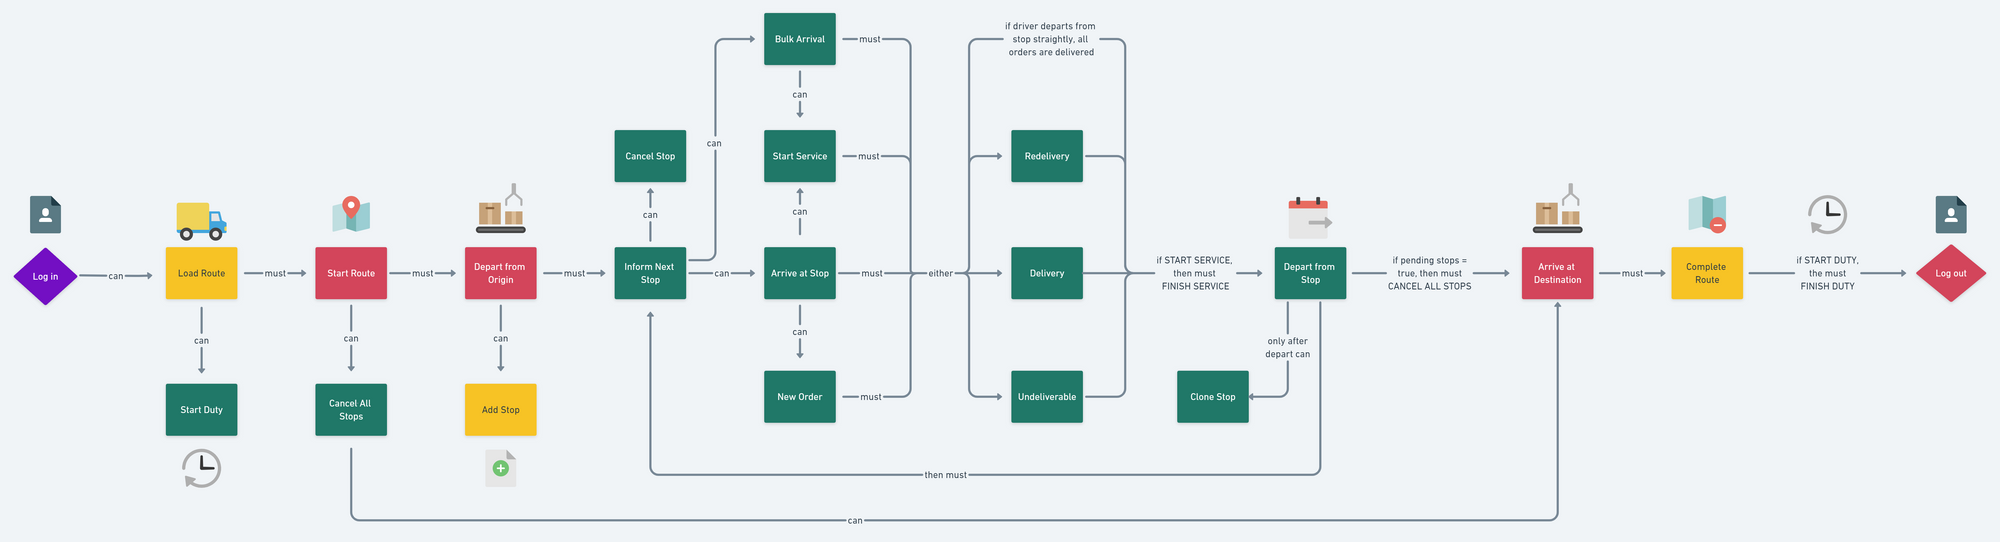 if driver departs from
stop straightly, all
orders are delivered
Bulk Arrival
must
can
can
Cancel Stop
Start Service
must
Redelivery
can
can
Log in
can
Load Route
must
Start Route
must
Depart from
Origin
must
Inform Next
Stop
can
Arrive at Stop
must
either
Delivery
if START SERVICE,
then must
FINISH SERVICE
Depart from
Stop
if pending stops =
true, then must
CANCEL ALL STOPS
Arrive at
Destination
must
Complete
Route
if START DUTY,
the must
FINISH DUTY
Log out
can
can
can
can
only after
depart can
Start Duty
Cancel All
Stops
Add Stop
New Order
must
Undeliverable
Clone Stop
then must
can